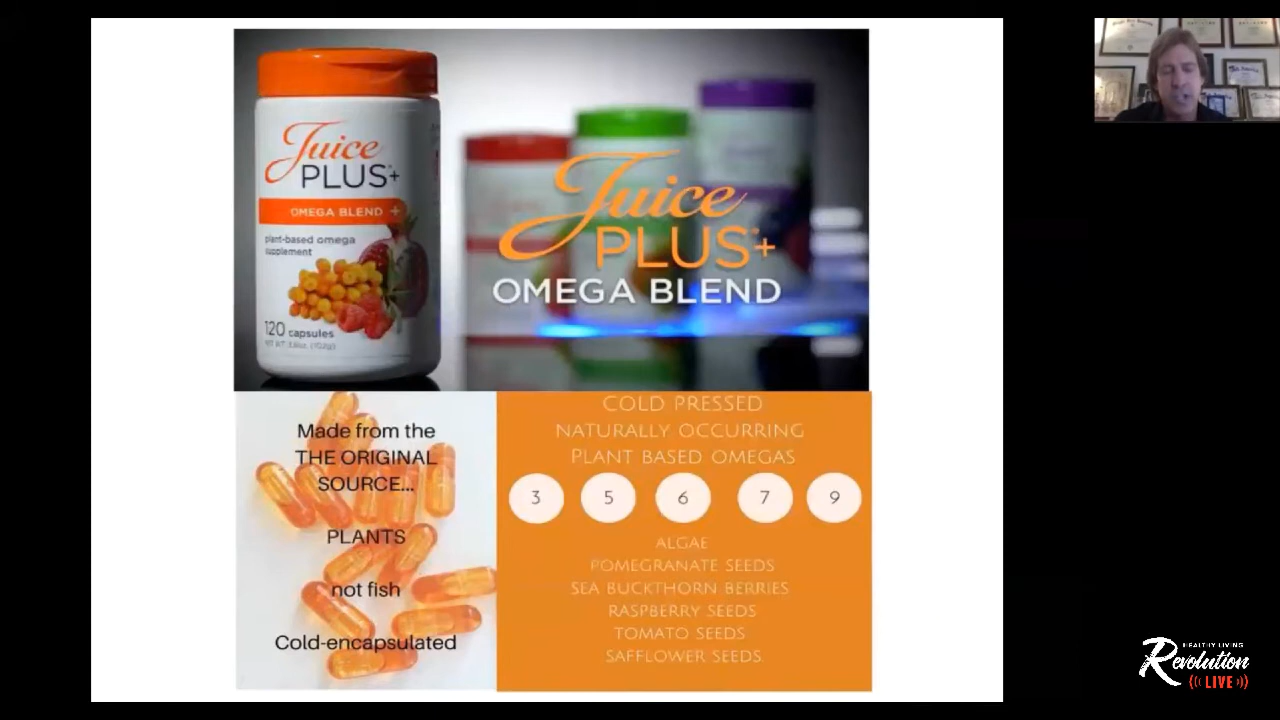 Juice
PLUS+
OMEGA BLEND +
plant-based omega
supplement
120 capsules
Juice
PLUS+
OMEGA BLEND
Made from the
THE ORIGINAL
SOURCE...
PLANTS
not fish
Cold-encapsulated
COLD PRESSED
NATURALLY OCCURRING
PLANT BASED OMEGAS
3 5 6 7 9
ALGAE
POMEGRANATE SEEDS
SEA BUCKTHORN BERRIES
RASPBERRY SEEDS
TOMATO SEEDS
SAFFLOWER SEEDS
HEALTHY LIVING
Revolution
LIVE